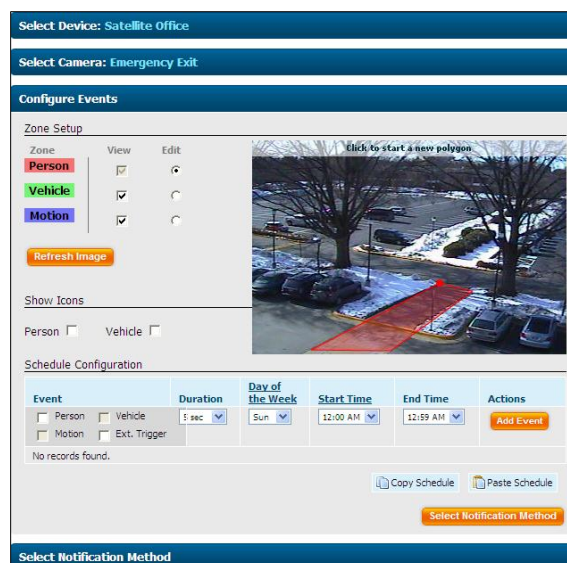 Select Device: Satellite Office
Select Camera: Emergency Exit
Configure Events
Zone Setup
Zone View Edit
Click to start a new polygon
Person
Vehicle
Motion
Refresh Image
Show Icons
Person Vehicle
Schedule Configuration
Event Duration Day of the Week Start Time End Time Actions
Person Vehicle 5 sec Sun 12:00 AM 12:59 AM Add Event
Motion Ext. Trigger
No records found.
Copy Schedule Paste Schedule
Select Notification Method
Select Notification Method